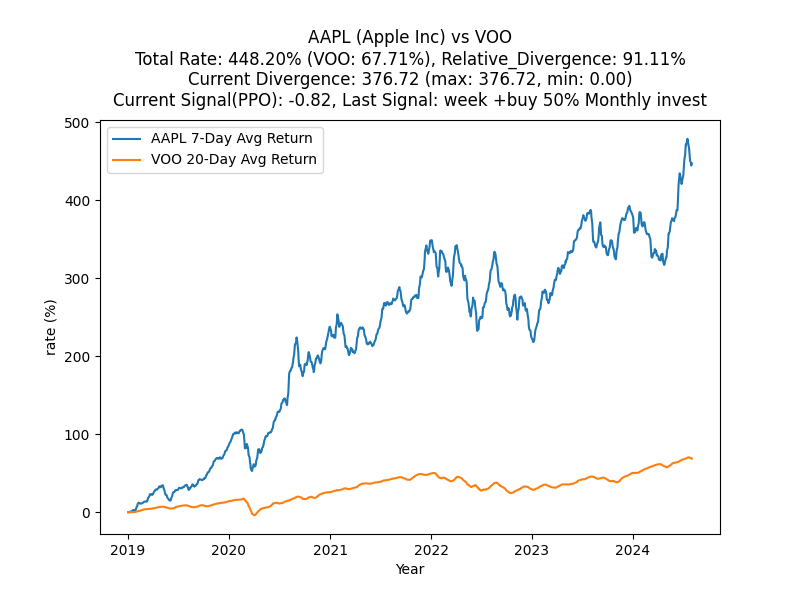 AAPL (Apple Inc) vs VOO
Total Rate: 448.20% (VOO: 67.71%), Relative_Divergence: 91.11%
Current Divergence: 376.72 (max: 376.72, min: 0.00)
Current Signal(PPO): -0.82, Last Signal: week +buy 50% Monthly invest
AAPL 7-Day Avg Return
VOO 20-Day Avg Return
500
400
300
200
100
0
rate (%)
2019 2020 2021 2022 2023 2024
Year